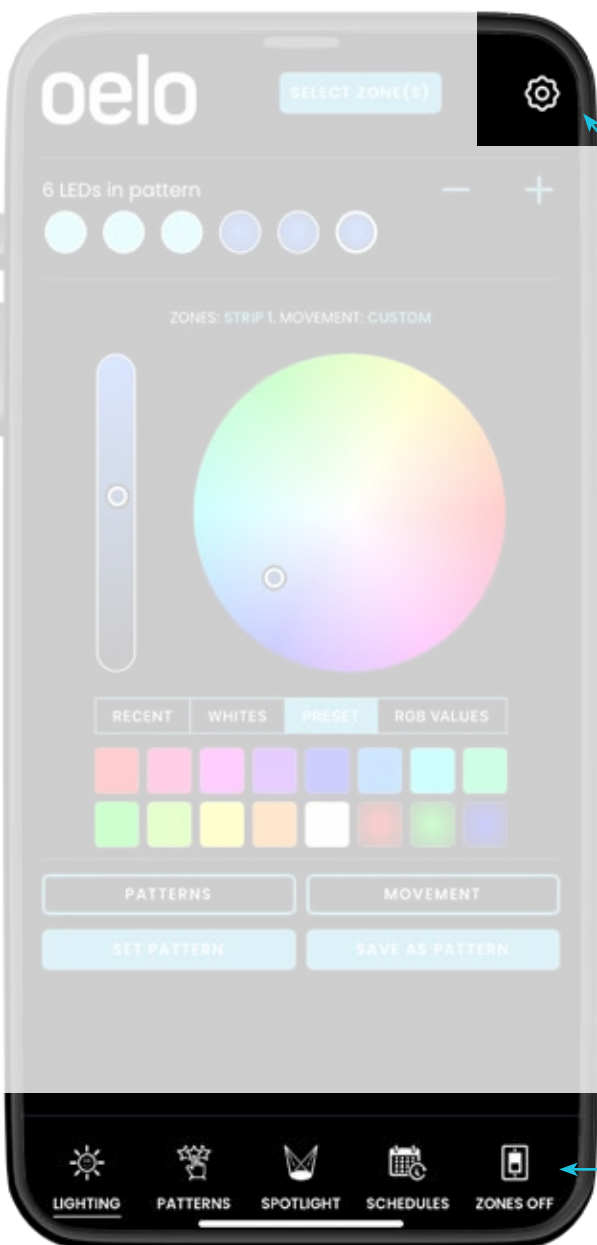 oelo
SELECT ZONE(S)
6 LEDs in pattern
ZONES: STRIP 1. MOVEMENT: CUSTOM
RECENT WHITES PRESET RGB VALUES
PATTERNS MOVEMENT
SET PATTERN SAVE AS PATTERN
LIGHTING PATTERNS SPOTLIGHT SCHEDULES ZONES OFF